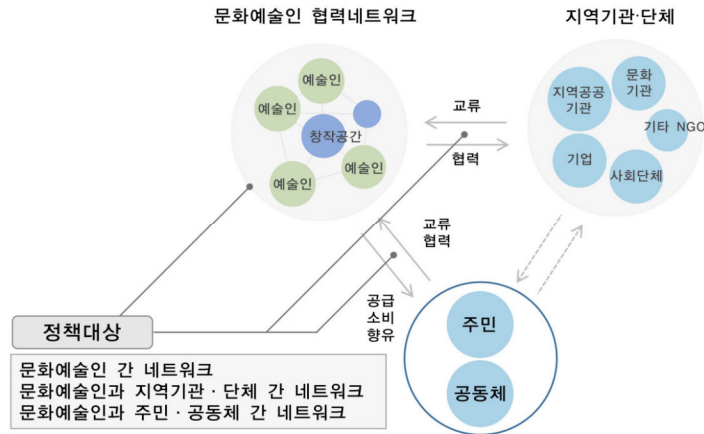 문화예술인 협력네트워크
지역기관·단체
예술인
예술인
창작공간
예술인
예술인
교류
협력
지역공공
기관
문화
기관
기타 NGO
기업
사회단체
교류
협력
공급
소비
향유
주민
공동체
정책대상
문화예술인 간 네트워크
문화예술인과 지역기관 · 단체 간 네트워크
문화예술인과 주민 · 공동체 간 네트워크